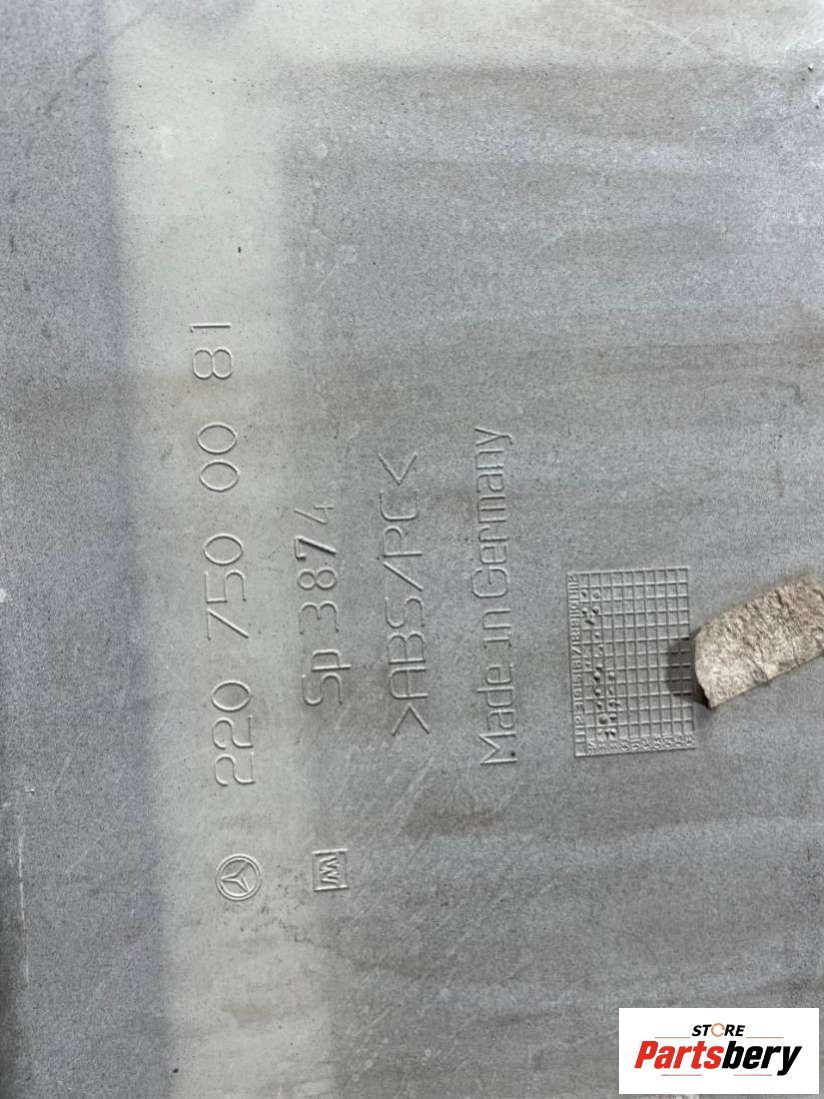 220 750 00 81
Sp 3874
>ABS/PC<
Made in Germany
STORE
Partsbery